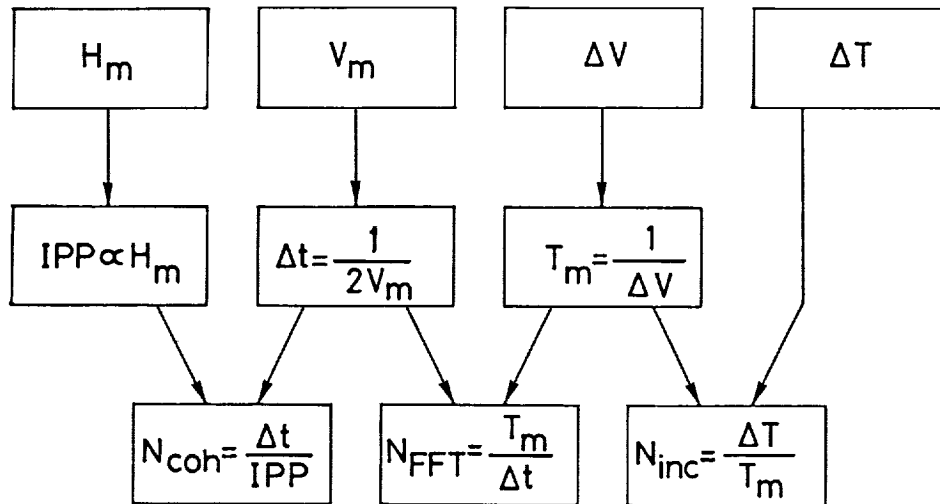 H_m
V_m
ΔV
ΔT
IPP∝H_m
Δt=1/2V_m
T_m=1/ΔV
N_coh=Δt/IPP
N_FFT=T_m/Δt
N_inc=ΔT/T_m